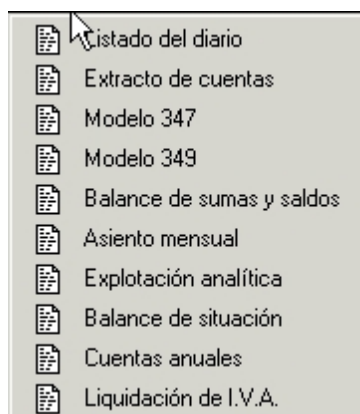 Listado del diario
Extracto de cuentas
Modelo 347
Modelo 349
Balance de sumas y saldos
Asiento mensual
Explotación analítica
Balance de situación
Cuentas anuales
Liquidación de I.V.A.